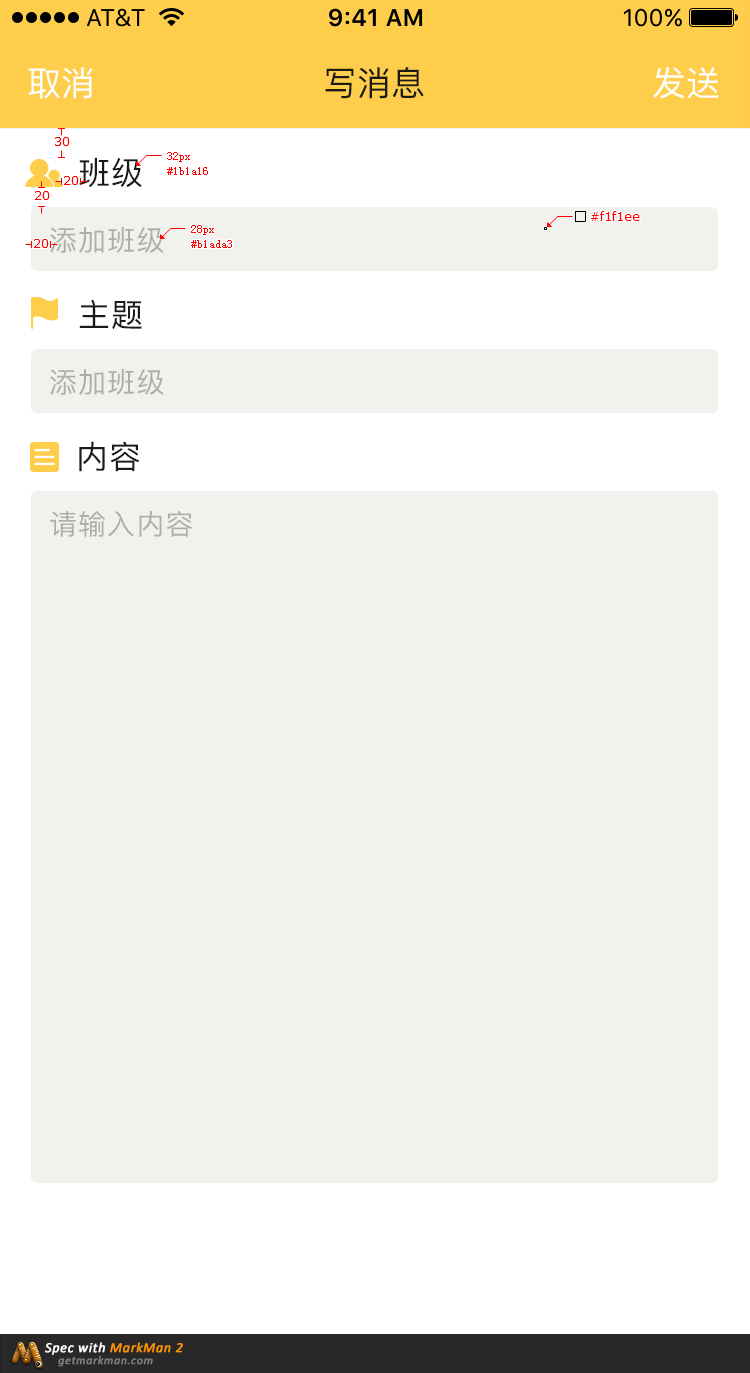 AT&T 9:41 AM 100%
取消 写消息 发送
30
班级
32px
#1b1a16
20
20
添加班级
28px
#b1ada3
#f1f1ee
20
主题
添加班级
内容
请输入内容
Spec with MarkMan 2
getmarkman.com